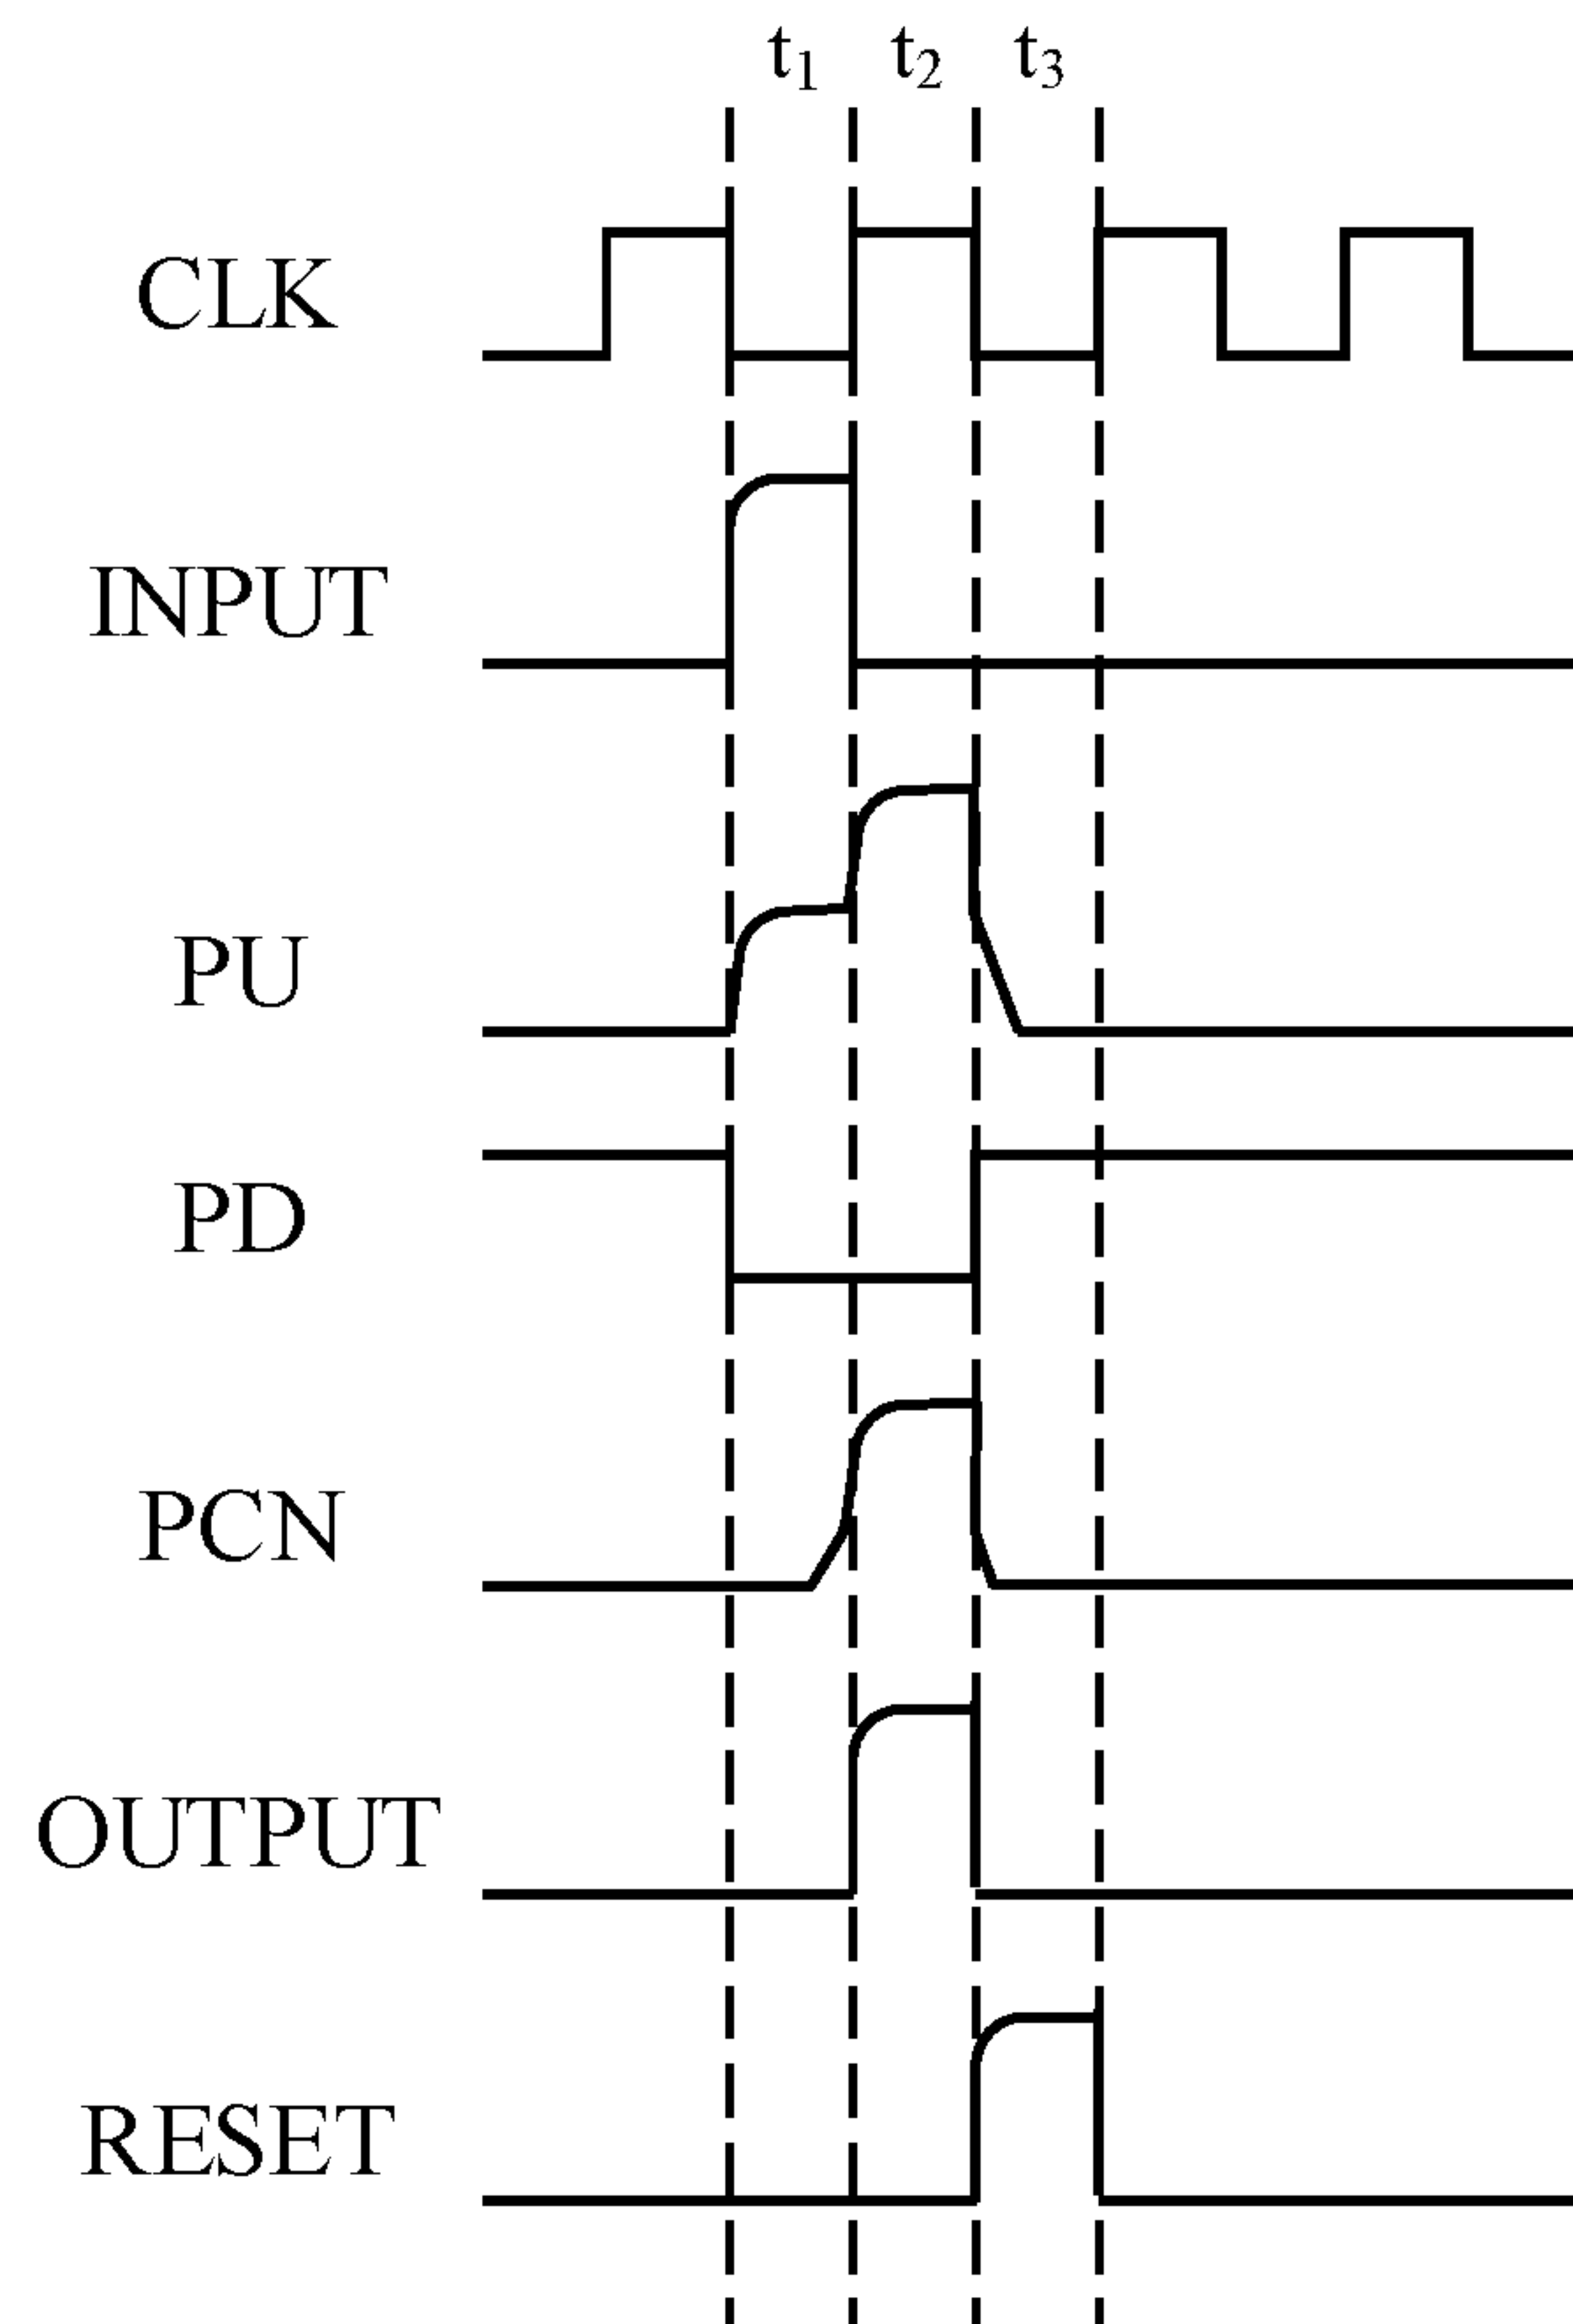 t1 t2 t3
CLK
INPUT
PU
PD
PCN
OUTPUT
RESET